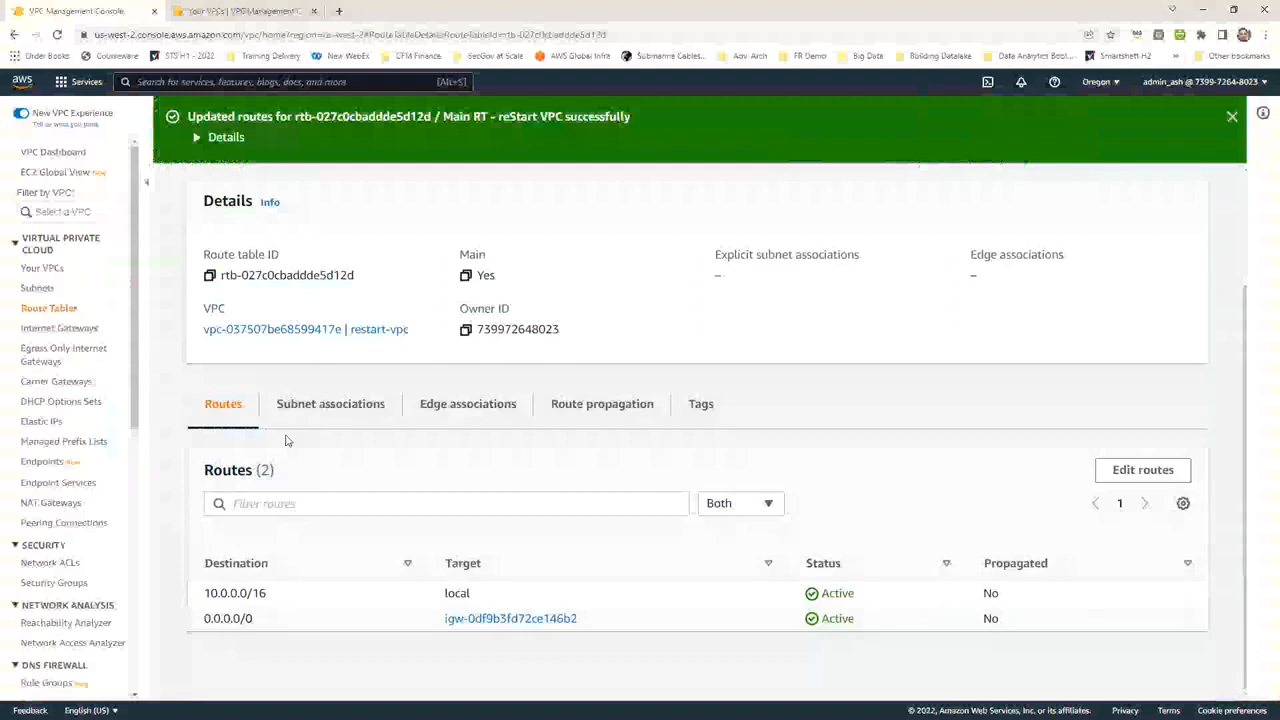 VPC Management Console
Your VPCs | VPC Management C
us-west-2.console.aws.amazon.com/vpc/home?region=us-west-2#RouteTableDetails:RouteTableId=rtb-027c0cbaddde5d12d
Order Books Courseware STSIH1 - 2022 Training Delivery New WebEx CFM Finance SecOv at Scale AWS Global Infra Submarine Cables... Adv. Arch FR Demo Big Data Building Datalake Data Analytics Boot... Smartsheet-H2 Other bookmarks
aws Services Search for services, features, blogs, docs, and more [Alt+S] Oregon admin_ash @ 7399-7264-8023
New VPC Experience
Tell us what you think
Updated routes for rtb-027c0cbaddde5d12d / Main RT - reStart VPC successfully
Details
VPC Dashboard
EC2 Global View New
Filter by VPC:
Select a VPC
VIRTUAL PRIVATE CLOUD
Your VPCs
Subnets
Route Tables
Internet Gateways
Egress Only Internet Gateways
Carrier Gateways
DHCP Option Sets
Elastic IPs
Managed Prefix Lists
Endpoints New
Endpoint Services
NAT Gateways
Peering Connections
SECURITY
Network ACLs
Security Groups
NETWORK ANALYSIS
Reachability Analyzer
Network Access Analyzer
DNS FIREWALL
Rule Groups New
Details Info
Route table ID Main Explicit subnet associations Edge associations
rtb-027c0cbaddde5d12d Yes – –
VPC Owner ID
vpc-037507be68599417e | restart-vpc 739972648023
Routes Subnet associations Edge associations Route propagation Tags
Routes (2) Edit routes
Filter routes Both 1
Destination Target Status Propagated
10.0.0.0/16 local Active No
0.0.0.0/0 igw-0df9b3fd72ce146b2 Active No
Feedback English (US) © 2022, Amazon Web Services, Inc. or its affiliates. Privacy Terms Cookie preferences